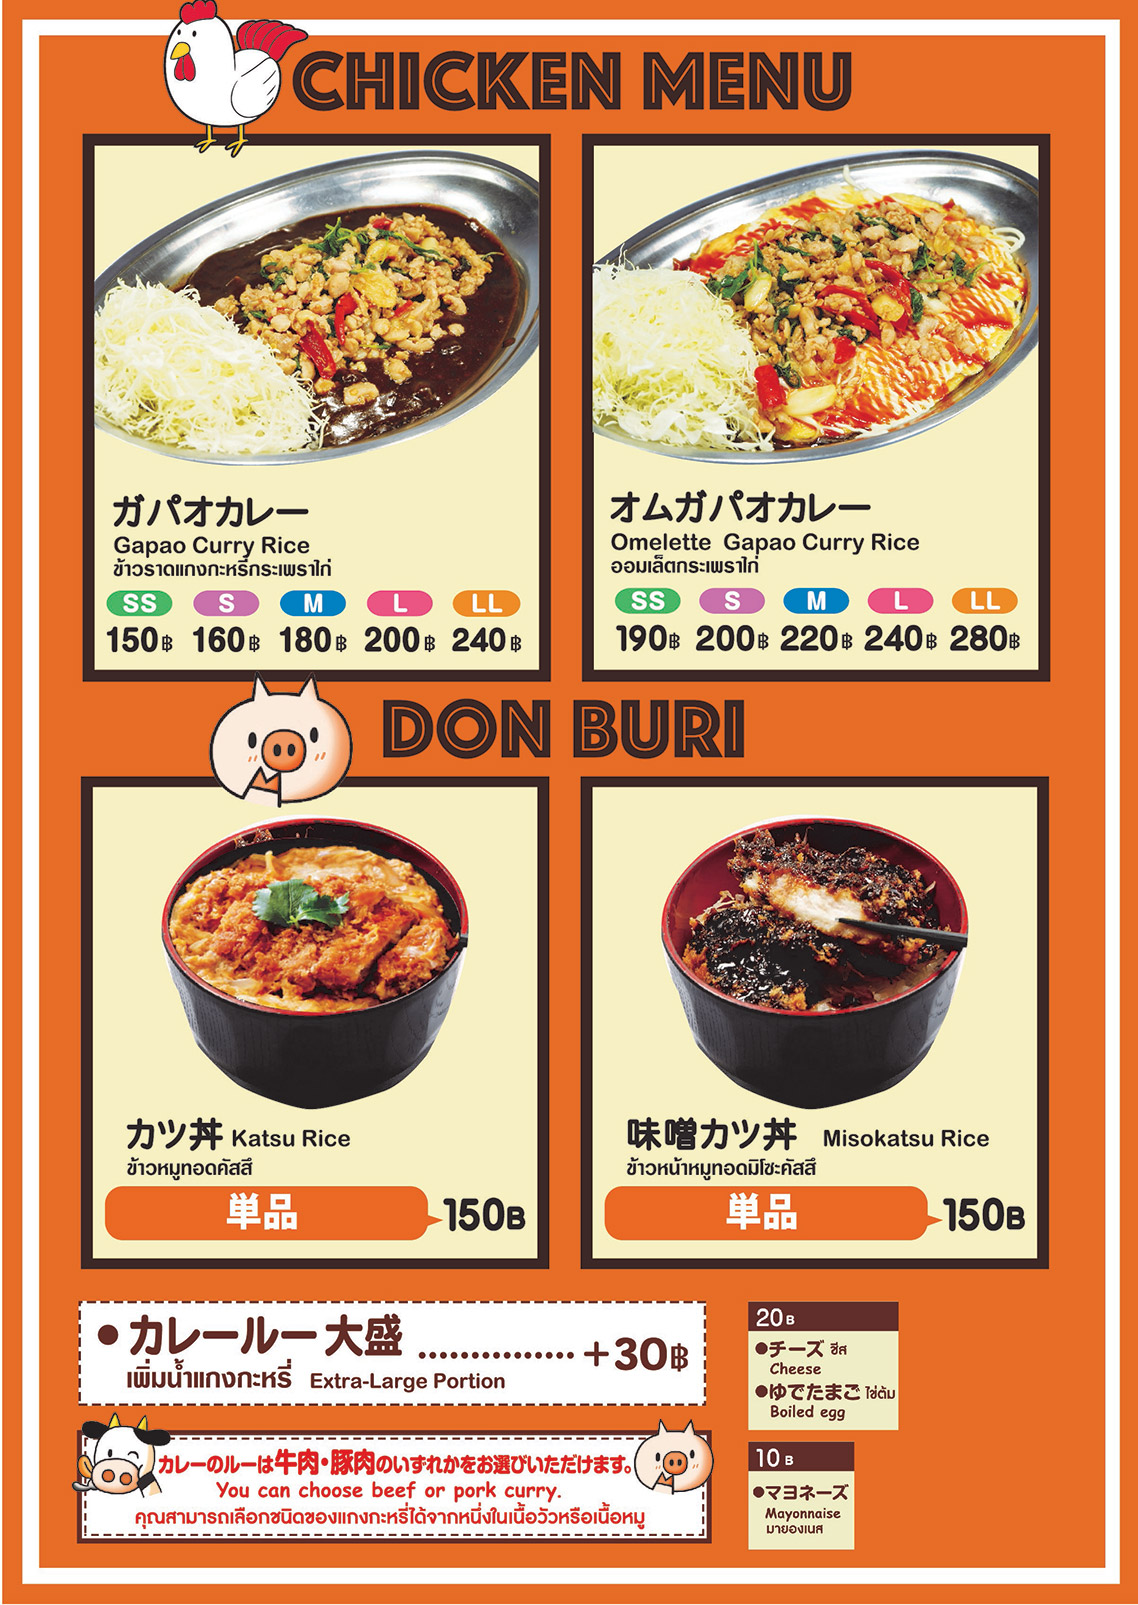 CHICKEN MENU
ガパオカレー
Gapao Curry Rice
ข้าวราดแกงกะหรี่กระเพราไก่
SS S M L LL
150฿ 160฿ 180฿ 200฿ 240฿
オムガパオカレー
Omelette Gapao Curry Rice
ออมเล็ตกระเพราไก่
SS S M L LL
190฿ 200฿ 220฿ 240฿ 280฿
DON BURI
カツ丼 Katsu Rice
ข้าวหมูทอดคัสสึ
単品 150B
味噌カツ丼 Misokatsu Rice
ข้าวหน้าหมูทอดมิโซะคัสสึ
単品 150B
●カレールー 大盛 ............... +30฿
เพิ่มน้ำแกงกะหรี่ Extra-Large Portion
カレーのルーは牛肉・豚肉のいずれかをお選びいただけます。
You can choose beef or pork curry.
คุณสามารถเลือกชนิดของแกงกะหรี่ได้จากหนึ่งในเนื้อวัวหรือเนื้อหมู
20B
●チーズ ชีส
Cheese
●ゆでたまご ไข่ต้ม
Boiled egg
10 B
●マヨネーズ
Mayonnaise
มายองเนส